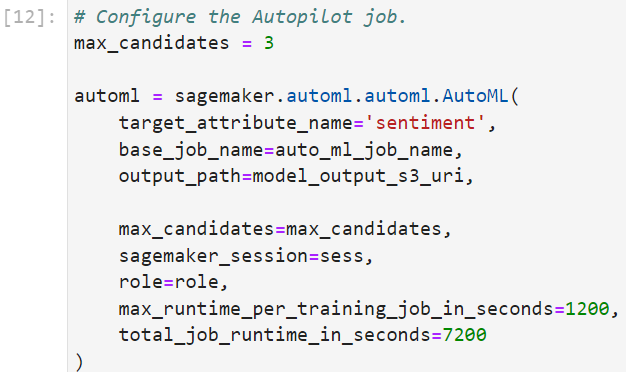 [12]: # Configure the Autopilot job.
max_candidates = 3

automl = sagemaker.automl.automl.AutoML(
    target_attribute_name='sentiment',
    base_job_name=auto_ml_job_name,
    output_path=model_output_s3_uri,

    max_candidates=max_candidates,
    sagemaker_session=sess,
    role=role,
    max_runtime_per_training_job_in_seconds=1200,
    total_job_runtime_in_seconds=7200
)